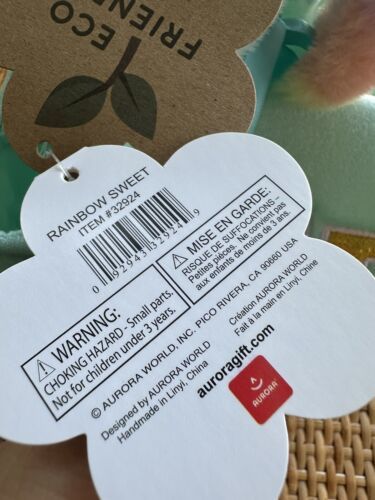 ECO
FRIEN
RAINBOW SWEET
ITEM #32924
0 92943 32924 9
WARNING:
CHOKING HAZARD - Small parts.
Not for children under 3 years.
MISE EN GARDE:
RISQUE DE SUFFOCATIONS –
Petites pièces. Ne convient pas
aux enfants de moins de 3 ans.
© AURORA WORLD, INC. PICO RIVERA, CA 90660 USA
Designed by AURORA WORLD
Handmade in Linyi, China
Création AURORA WORLD
Fait à la main en Linyi, Chine
auroragift.com
AURORA